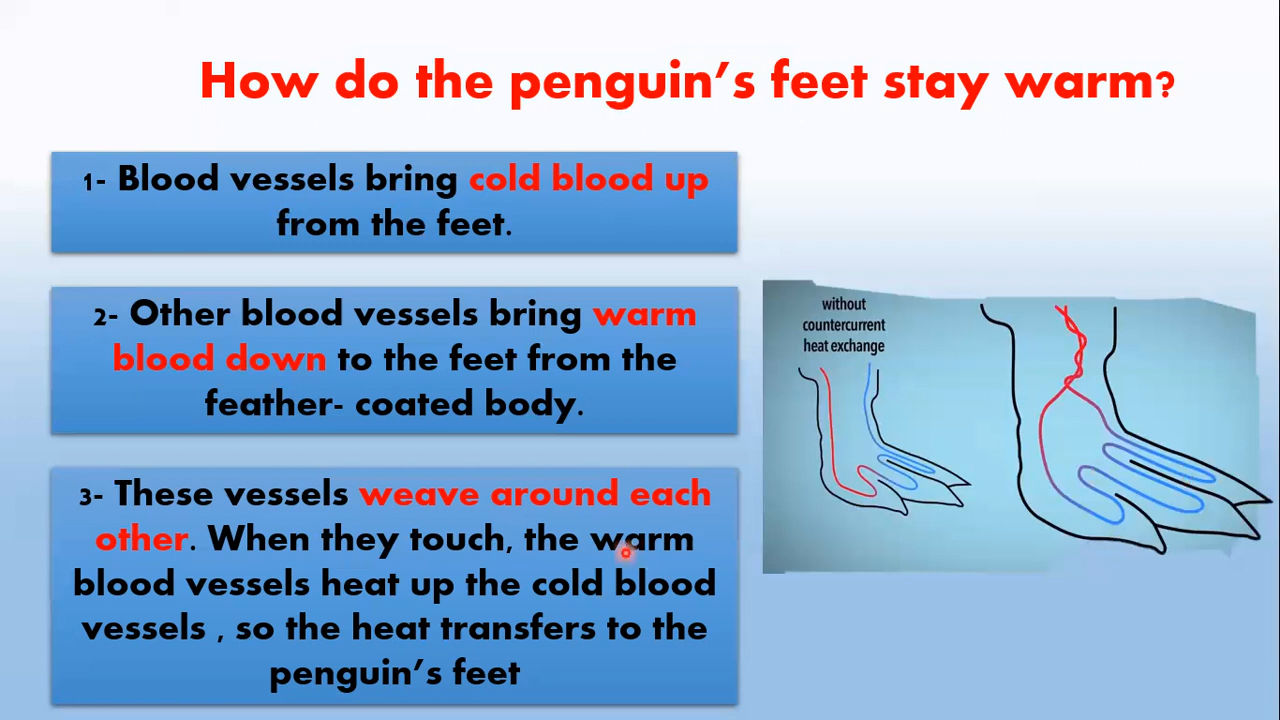 How do the penguin's feet stay warm?
1- Blood vessels bring cold blood up
from the feet.
2- Other blood vessels bring warm
blood down to the feet from the
feather- coated body.
3- These vessels weave around each
other. When they touch, the warm
blood vessels heat up the cold blood
vessels , so the heat transfers to the
penguin's feet
without
countercurrent
heat exchange